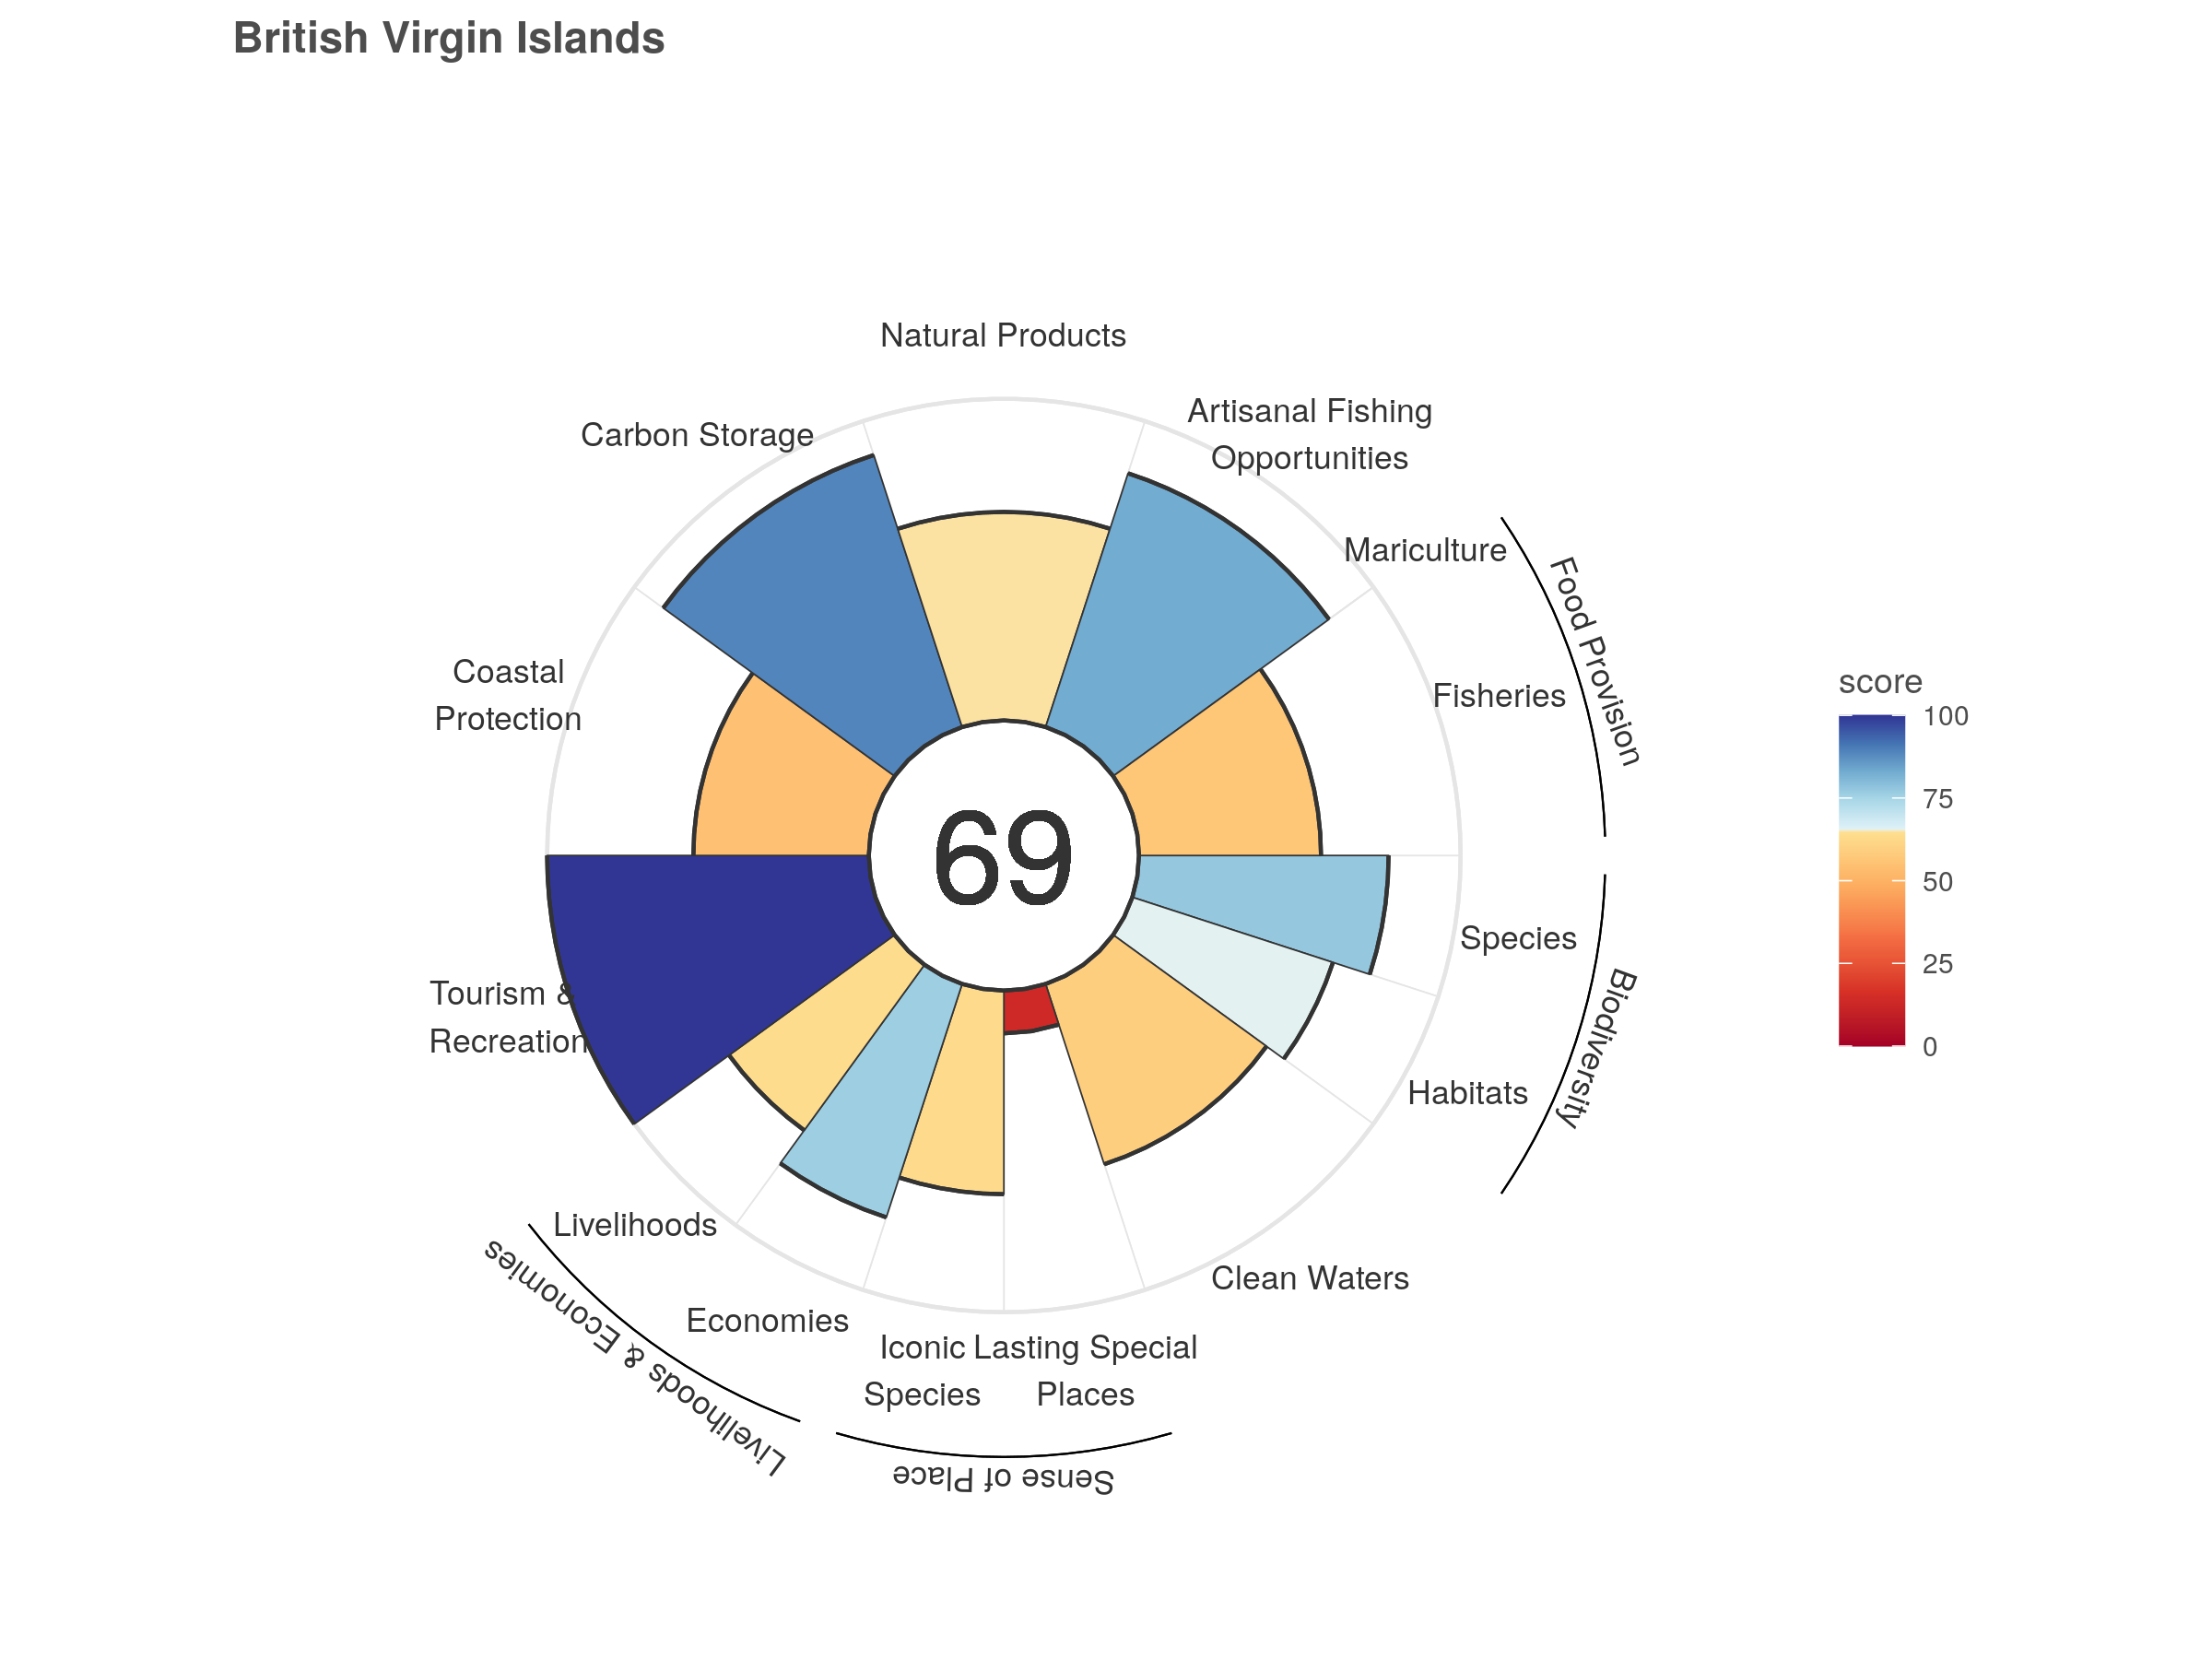 British Virgin Islands
Natural Products
Artisanal Fishing
Opportunities
Carbon Storage
Mariculture
Food Provision
Fisheries
Coastal
Protection
69
score
100
75
50
25
0
Species
Biodiversity
Habitats
Tourism &
Recreation
Livelihoods
Clean Waters
Economies
Livelihoods & Economies
Iconic
Species
Lasting Special
Places
Sense of Place